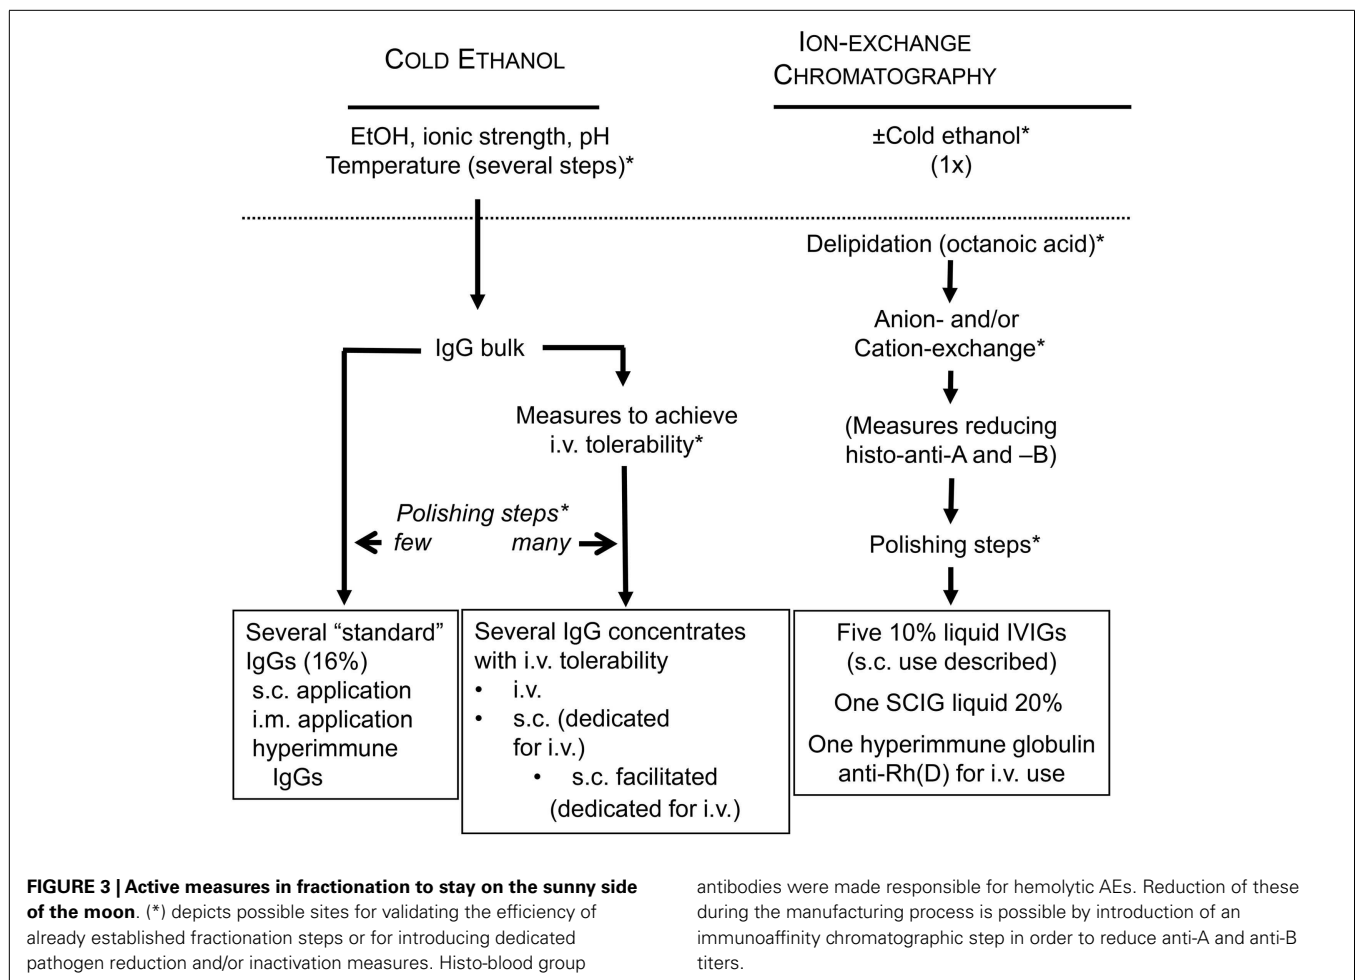 COLD ETHANOL
EtOH, ionic strength, pH
Temperature (several steps)*
IgG bulk
Measures to achieve
i.v. tolerability*
Polishing steps*
few many
Several “standard”
IgGs (16%)
s.c. application
i.m. application
hyperimmune
IgGs
Several IgG concentrates
with i.v. tolerability
• i.v.
• s.c. (dedicated
for i.v.)
• s.c. facilitated
(dedicated for i.v.)
ION-EXCHANGE
CHROMATOGRAPHY
±Cold ethanol*
(1x)
Delipidation (octanoic acid)*
Anion- and/or
Cation-exchange*
(Measures reducing
histo-anti-A and –B)
Polishing steps*
Five 10% liquid IVIGs
(s.c. use described)
One SCIG liquid 20%
One hyperimmune globulin
anti-Rh(D) for i.v. use
FIGURE 3 | Active measures in fractionation to stay on the sunny side
of the moon. (*) depicts possible sites for validating the efficiency of
already established fractionation steps or for introducing dedicated
pathogen reduction and/or inactivation measures. Histo-blood group
antibodies were made responsible for hemolytic AEs. Reduction of these
during the manufacturing process is possible by introduction of an
immunoaffinity chromatographic step in order to reduce anti-A and anti-B
titers.